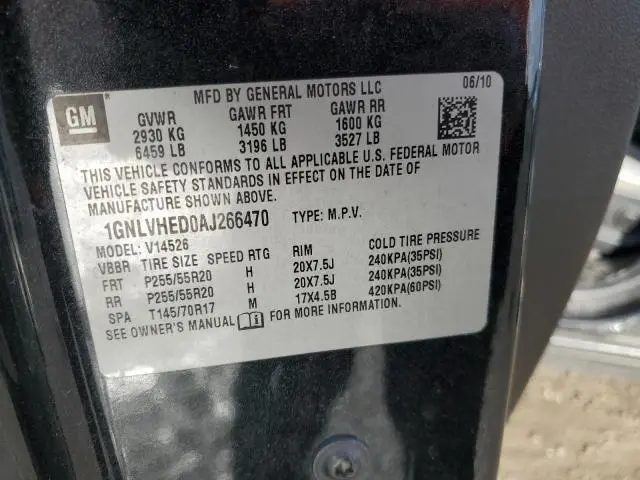 GM
MFD BY GENERAL MOTORS LLC 06/10
GVWR GAWR FRT GAWR RR
2930 KG 1450 KG 1600 KG
6459 LB 3196 LB 3527 LB
THIS VEHICLE CONFORMS TO ALL APPLICABLE U.S. FEDERAL MOTOR
VEHICLE SAFETY STANDARDS IN EFFECT ON THE DATE OF
MANUFACTURE SHOWN ABOVE.
1GNLVHED0AJ266470 TYPE: M.P.V.
MODEL: V14526
VBBR TIRE SIZE SPEED RTG RIM COLD TIRE PRESSURE
FRT P255/55R20 H 20X7.5J 240KPA(35PSI)
RR P255/55R20 H 20X7.5J 240KPA(35PSI)
SPA T145/70R17 M 17X4.5B 420KPA(60PSI)
SEE OWNER'S MANUAL FOR MORE INFORMATION.